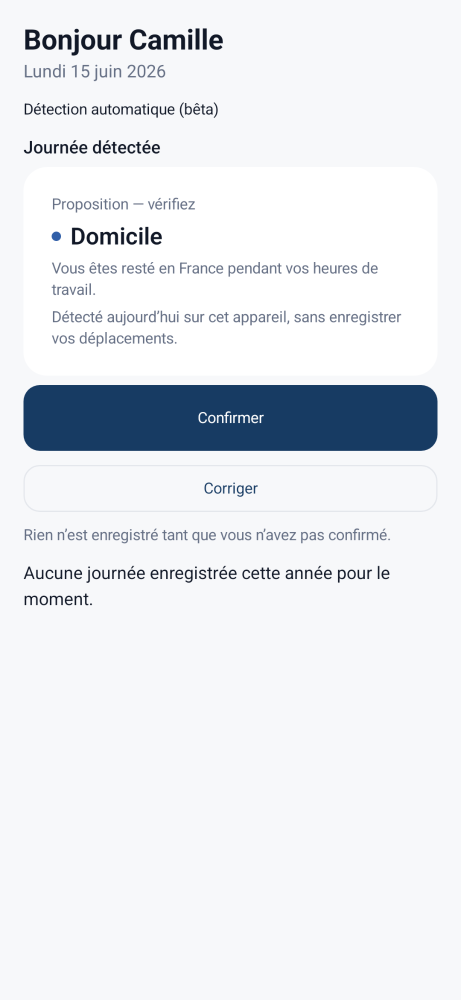 Bonjour Camille
Lundi 15 juin 2026
Détection automatique (bêta)
Journée détectée
Proposition — vérifiez
Domicile
Vous êtes resté en France pendant vos heures de
travail.
Détecté aujourd’hui sur cet appareil, sans enregistrer
vos déplacements.
Confirmer
Corriger
Rien n’est enregistré tant que vous n’avez pas confirmé.
Aucune journée enregistrée cette année pour le
moment.